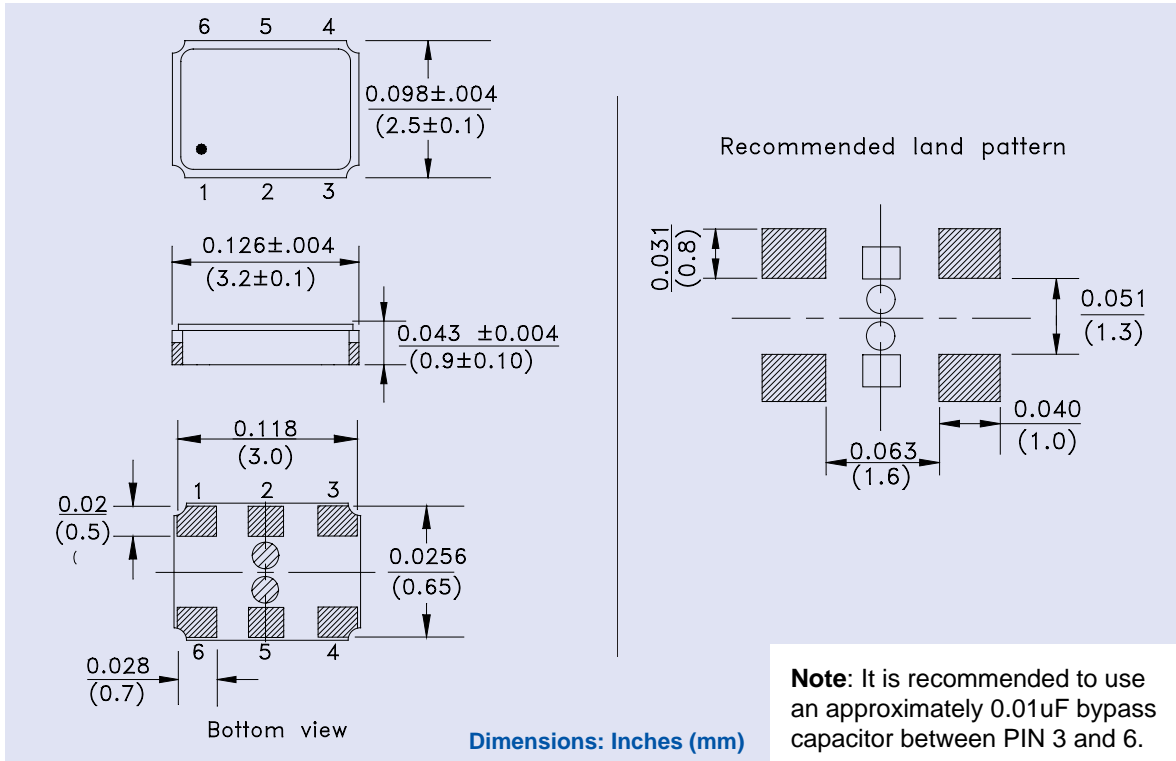 6 5 4
0.098±.004
(2.5±0.1)
1 2 3
0.126±.004
(3.2±0.1)
0.043 ±0.004
(0.9±0.10)
0.118
(3.0)
1 2 3
0.02
(0.5)
(
0.0256
(0.65)
6 5 4
0.028
(0.7)
Bottom view
Recommended land pattern
0.031
(0.8)
0.051
(1.3)
0.040
(1.0)
0.063
(1.6)
Dimensions: Inches (mm)
Note: It is recommended to use
an approximately 0.01uF bypass
capacitor between PIN 3 and 6.